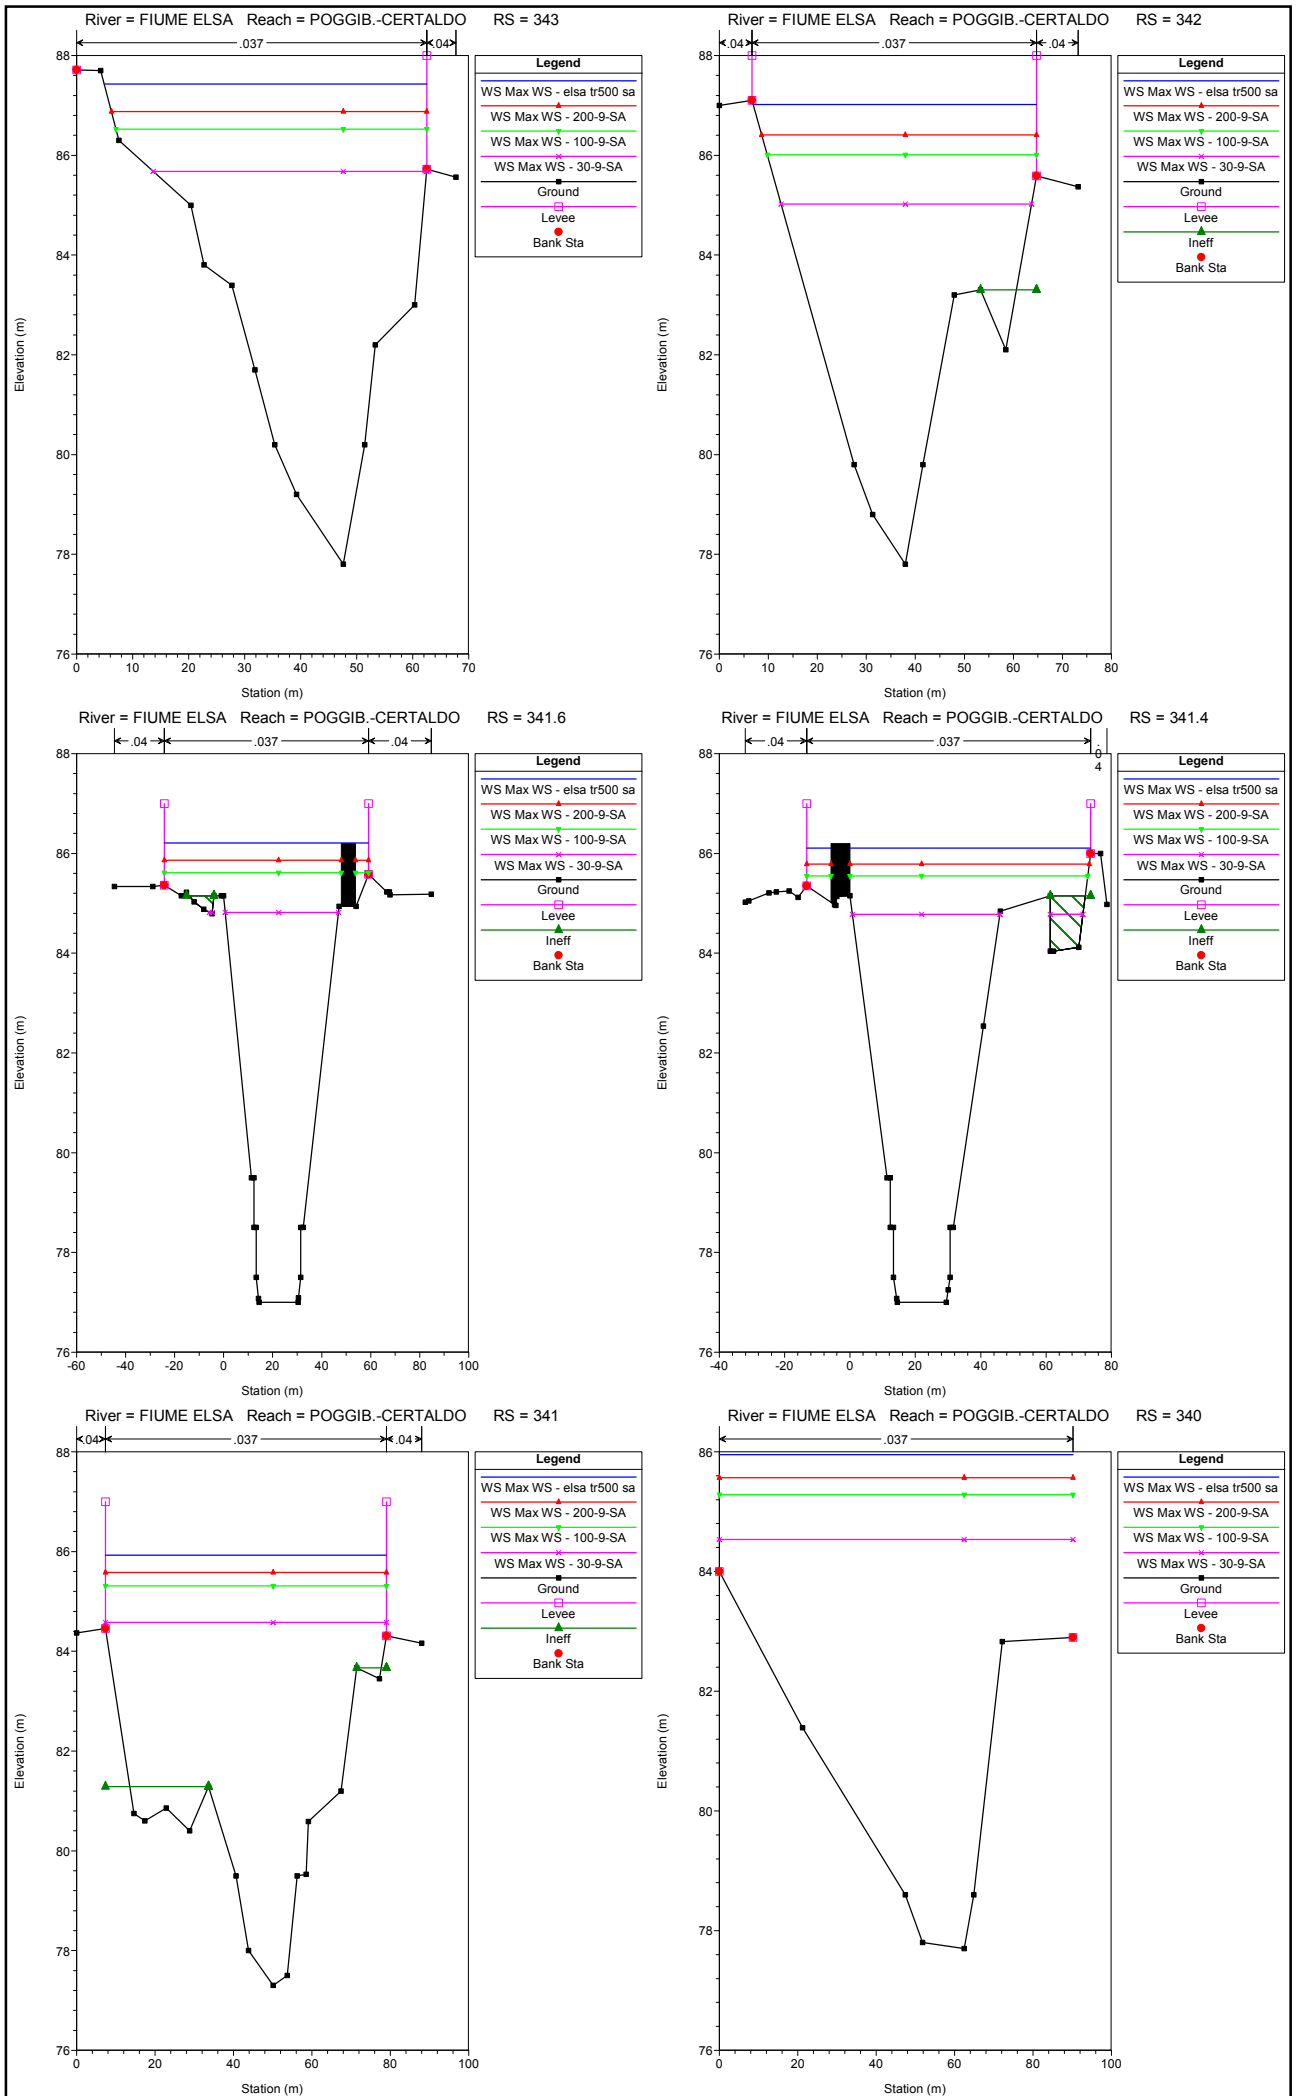 River = FIUME ELSA Reach = POGGIB.-CERTALDO RS = 343
.037 .04
88
86
84
82
80
78
76
0 10 20 30 40 50 60 70
Elevation (m)
Station (m)
Legend
WS Max WS - elsa tr500 sa
WS Max WS - 200-9-SA
WS Max WS - 100-9-SA
WS Max WS - 30-9-SA
Ground
Levee
Bank Sta
River = FIUME ELSA Reach = POGGIB.-CERTALDO RS = 342
.04 .037 .04
88
86
84
82
80
78
76
0 10 20 30 40 50 60 70 80
Elevation (m)
Station (m)
Legend
WS Max WS - elsa tr500 sa
WS Max WS - 200-9-SA
WS Max WS - 100-9-SA
WS Max WS - 30-9-SA
Ground
Levee
Ineff
Bank Sta
River = FIUME ELSA Reach = POGGIB.-CERTALDO RS = 341.6
.04 .037 .04
88
86
84
82
80
78
76
-60 -40 -20 0 20 40 60 80 100
Elevation (m)
Station (m)
Legend
WS Max WS - elsa tr500 sa
WS Max WS - 200-9-SA
WS Max WS - 100-9-SA
WS Max WS - 30-9-SA
Ground
Levee
Ineff
Bank Sta
River = FIUME ELSA Reach = POGGIB.-CERTALDO RS = 341.4
.04 .037 .04
88
86
84
82
80
78
76
-40 -20 0 20 40 60 80
Elevation (m)
Station (m)
Legend
WS Max WS - elsa tr500 sa
WS Max WS - 200-9-SA
WS Max WS - 100-9-SA
WS Max WS - 30-9-SA
Ground
Levee
Ineff
Bank Sta
River = FIUME ELSA Reach = POGGIB.-CERTALDO RS = 341
.04 .037 .04
88
86
84
82
80
78
76
0 20 40 60 80 100
Elevation (m)
Station (m)
Legend
WS Max WS - elsa tr500 sa
WS Max WS - 200-9-SA
WS Max WS - 100-9-SA
WS Max WS - 30-9-SA
Ground
Levee
Ineff
Bank Sta
River = FIUME ELSA Reach = POGGIB.-CERTALDO RS = 340
.037
86
84
82
80
78
76
0 20 40 60 80 100
Elevation (m)
Station (m)
Legend
WS Max WS - elsa tr500 sa
WS Max WS - 200-9-SA
WS Max WS - 100-9-SA
WS Max WS - 30-9-SA
Ground
Levee
Bank Sta